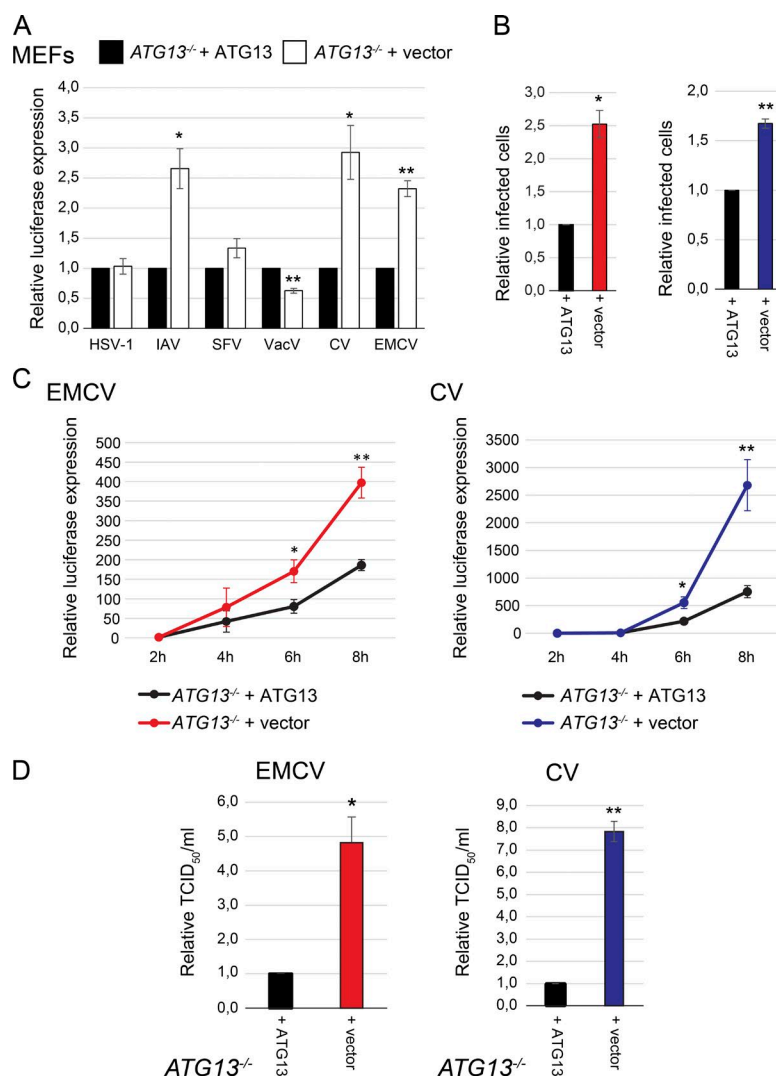 A
MEFs
ATG13-/- + ATG13
ATG13-/- + vector
Relative luciferase expression
4,0
3,5
3,0
2,5
2,0
1,5
1,0
0,5
0,0
*
**
*
**
HSV-1 IAV SFV VacV CV EMCV
B
Relative infected cells
3,0
2,5
2,0
1,5
1,0
0,5
0,0
*
+ ATG13
+ vector
Relative infected cells
2,0
1,5
1,0
0,5
0,0
**
+ ATG13
+ vector
C
EMCV
Relative luciferase expression
500
450
400
350
300
250
200
150
100
50
0
*
**
2h 4h 6h 8h
ATG13-/- + ATG13
ATG13-/- + vector
CV
Relative luciferase expression
3500
3000
2500
2000
1500
1000
500
0
*
**
2h 4h 6h 8h
ATG13-/- + ATG13
ATG13-/- + vector
D
EMCV
Relative TCID50/ml
6,0
5,0
4,0
3,0
2,0
1,0
0,0
*
+ ATG13
+ vector
ATG13-/-
CV
Relative TCID50/ml
9,0
8,0
7,0
6,0
5,0
4,0
3,0
2,0
1,0
0,0
**
+ ATG13
+ vector
ATG13-/-